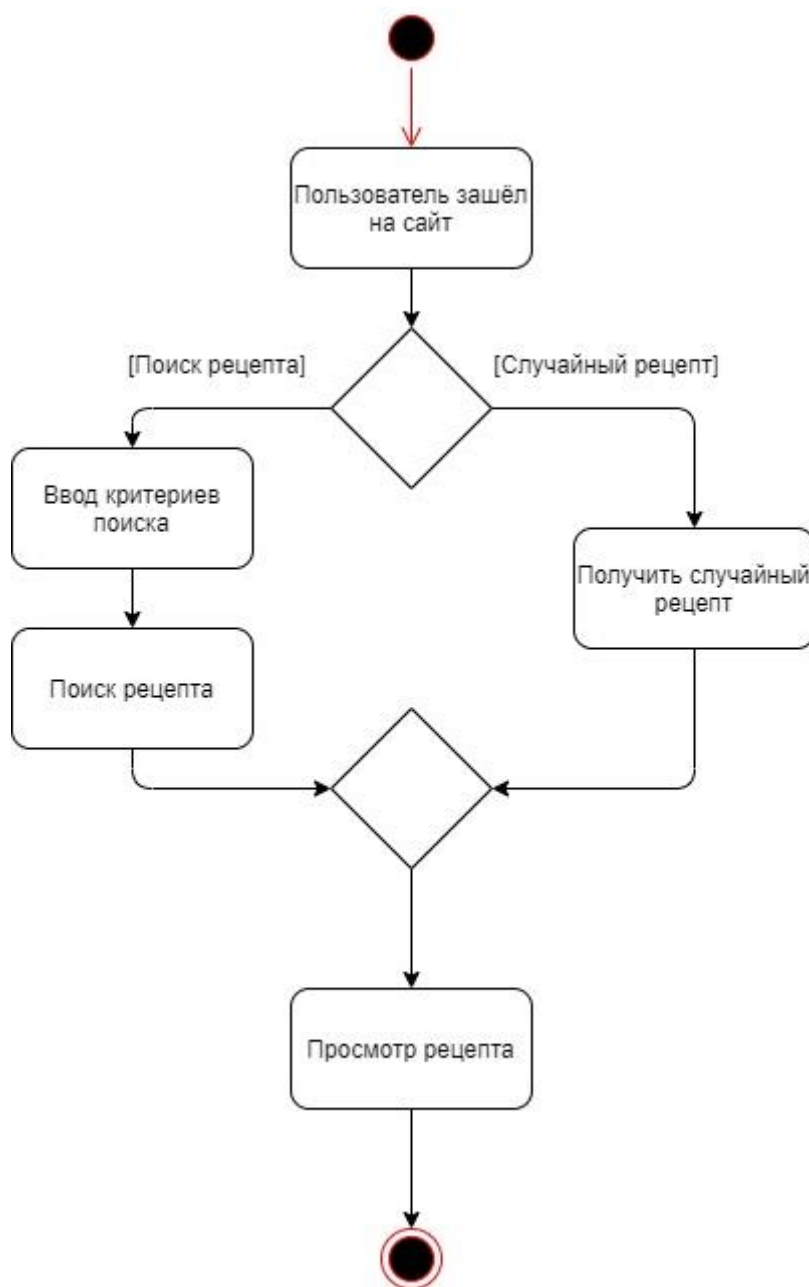 Пользователь зашёл
на сайт
[Поиск рецепта]
[Случайный рецепт]
Ввод критериев
поиска
Получить случайный
рецепт
Поиск рецепта
Просмотр рецепта